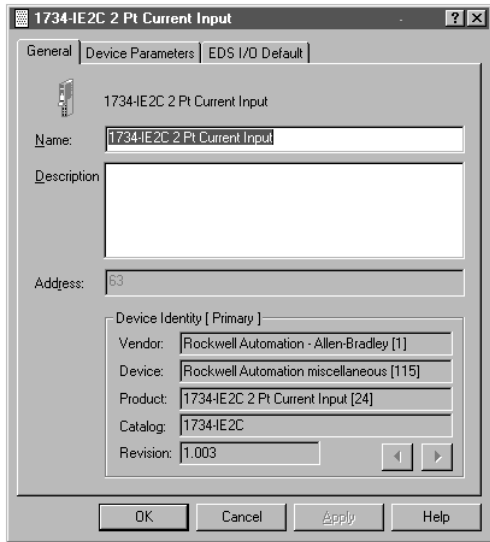 1734-IE2C 2 Pt Current Input
General Device Parameters EDS I/O Default
1734-IE2C 2 Pt Current Input
Name: 1734-IE2C 2 Pt Current Input
Description
Address: 63
Device Identity [ Primary ]
Vendor: Rockwell Automation - Allen-Bradley [1]
Device: Rockwell Automation miscellaneous [115]
Product: 1734-IE2C 2 Pt Current Input [24]
Catalog: 1734-IE2C
Revision: 1.003
OK Cancel Apply Help